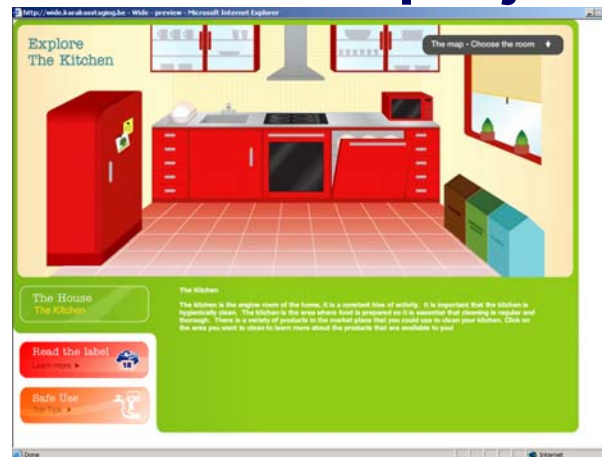 http://wide.karakasstaging.be - Wide - preview - Microsoft Internet Explorer
Explore
The Kitchen
The map - Choose the room
The House
The Kitchen
The Kitchen
The kitchen is the engine room of the home, it is a constant hive of activity. It is important that the kitchen is
hygienically clean. The kitchen is the area where food is prepared so it is essential that cleaning is regular and
thorough. There is a variety of products in the market place that you could use to clean your kitchen. Click on
the area you want to clean to learn more about the products that are available to you!
Read the label
Learn more
18
Safe Use
Top Tips
Done
Internet